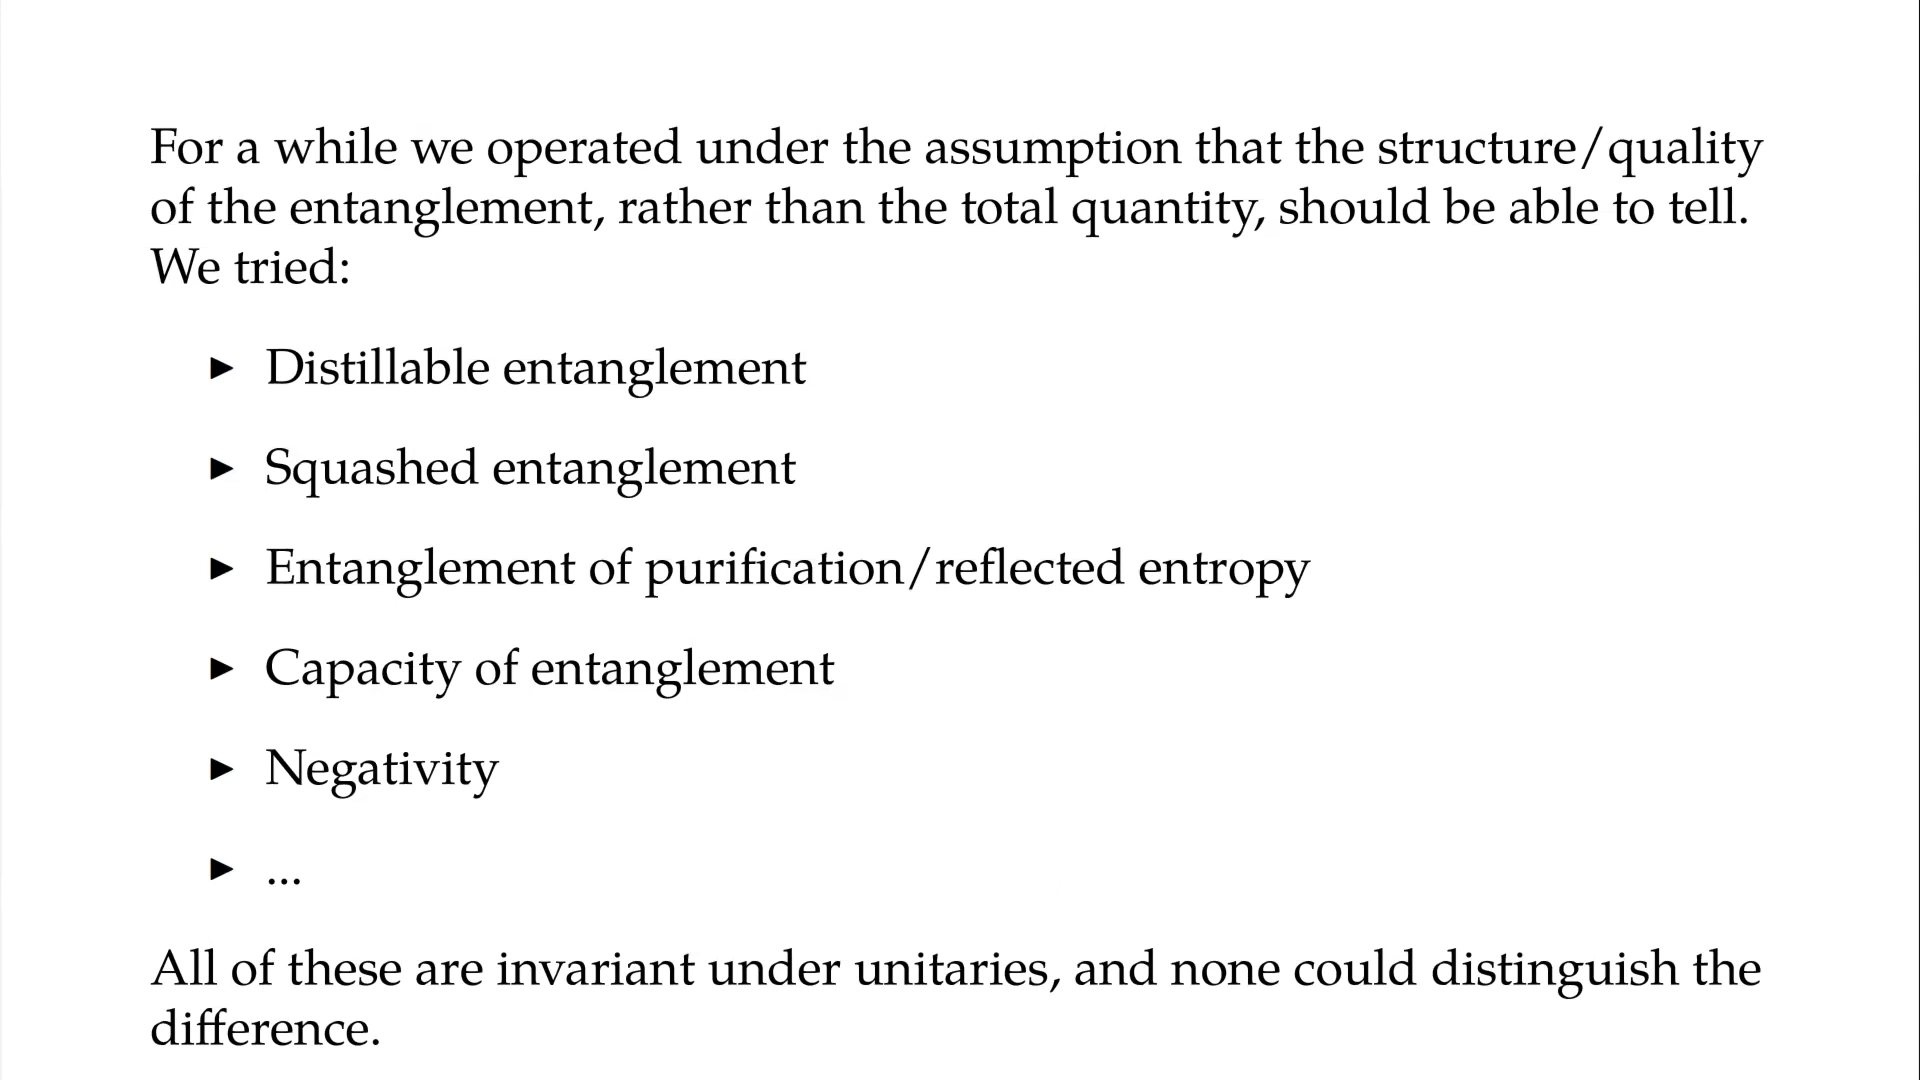 For a while we operated under the assumption that the structure/quality
of the entanglement, rather than the total quantity, should be able to tell.
We tried:
▶ Distillable entanglement
▶ Squashed entanglement
▶ Entanglement of purification/reflected entropy
▶ Capacity of entanglement
▶ Negativity
▶ ...
All of these are invariant under unitaries, and none could distinguish the
difference.